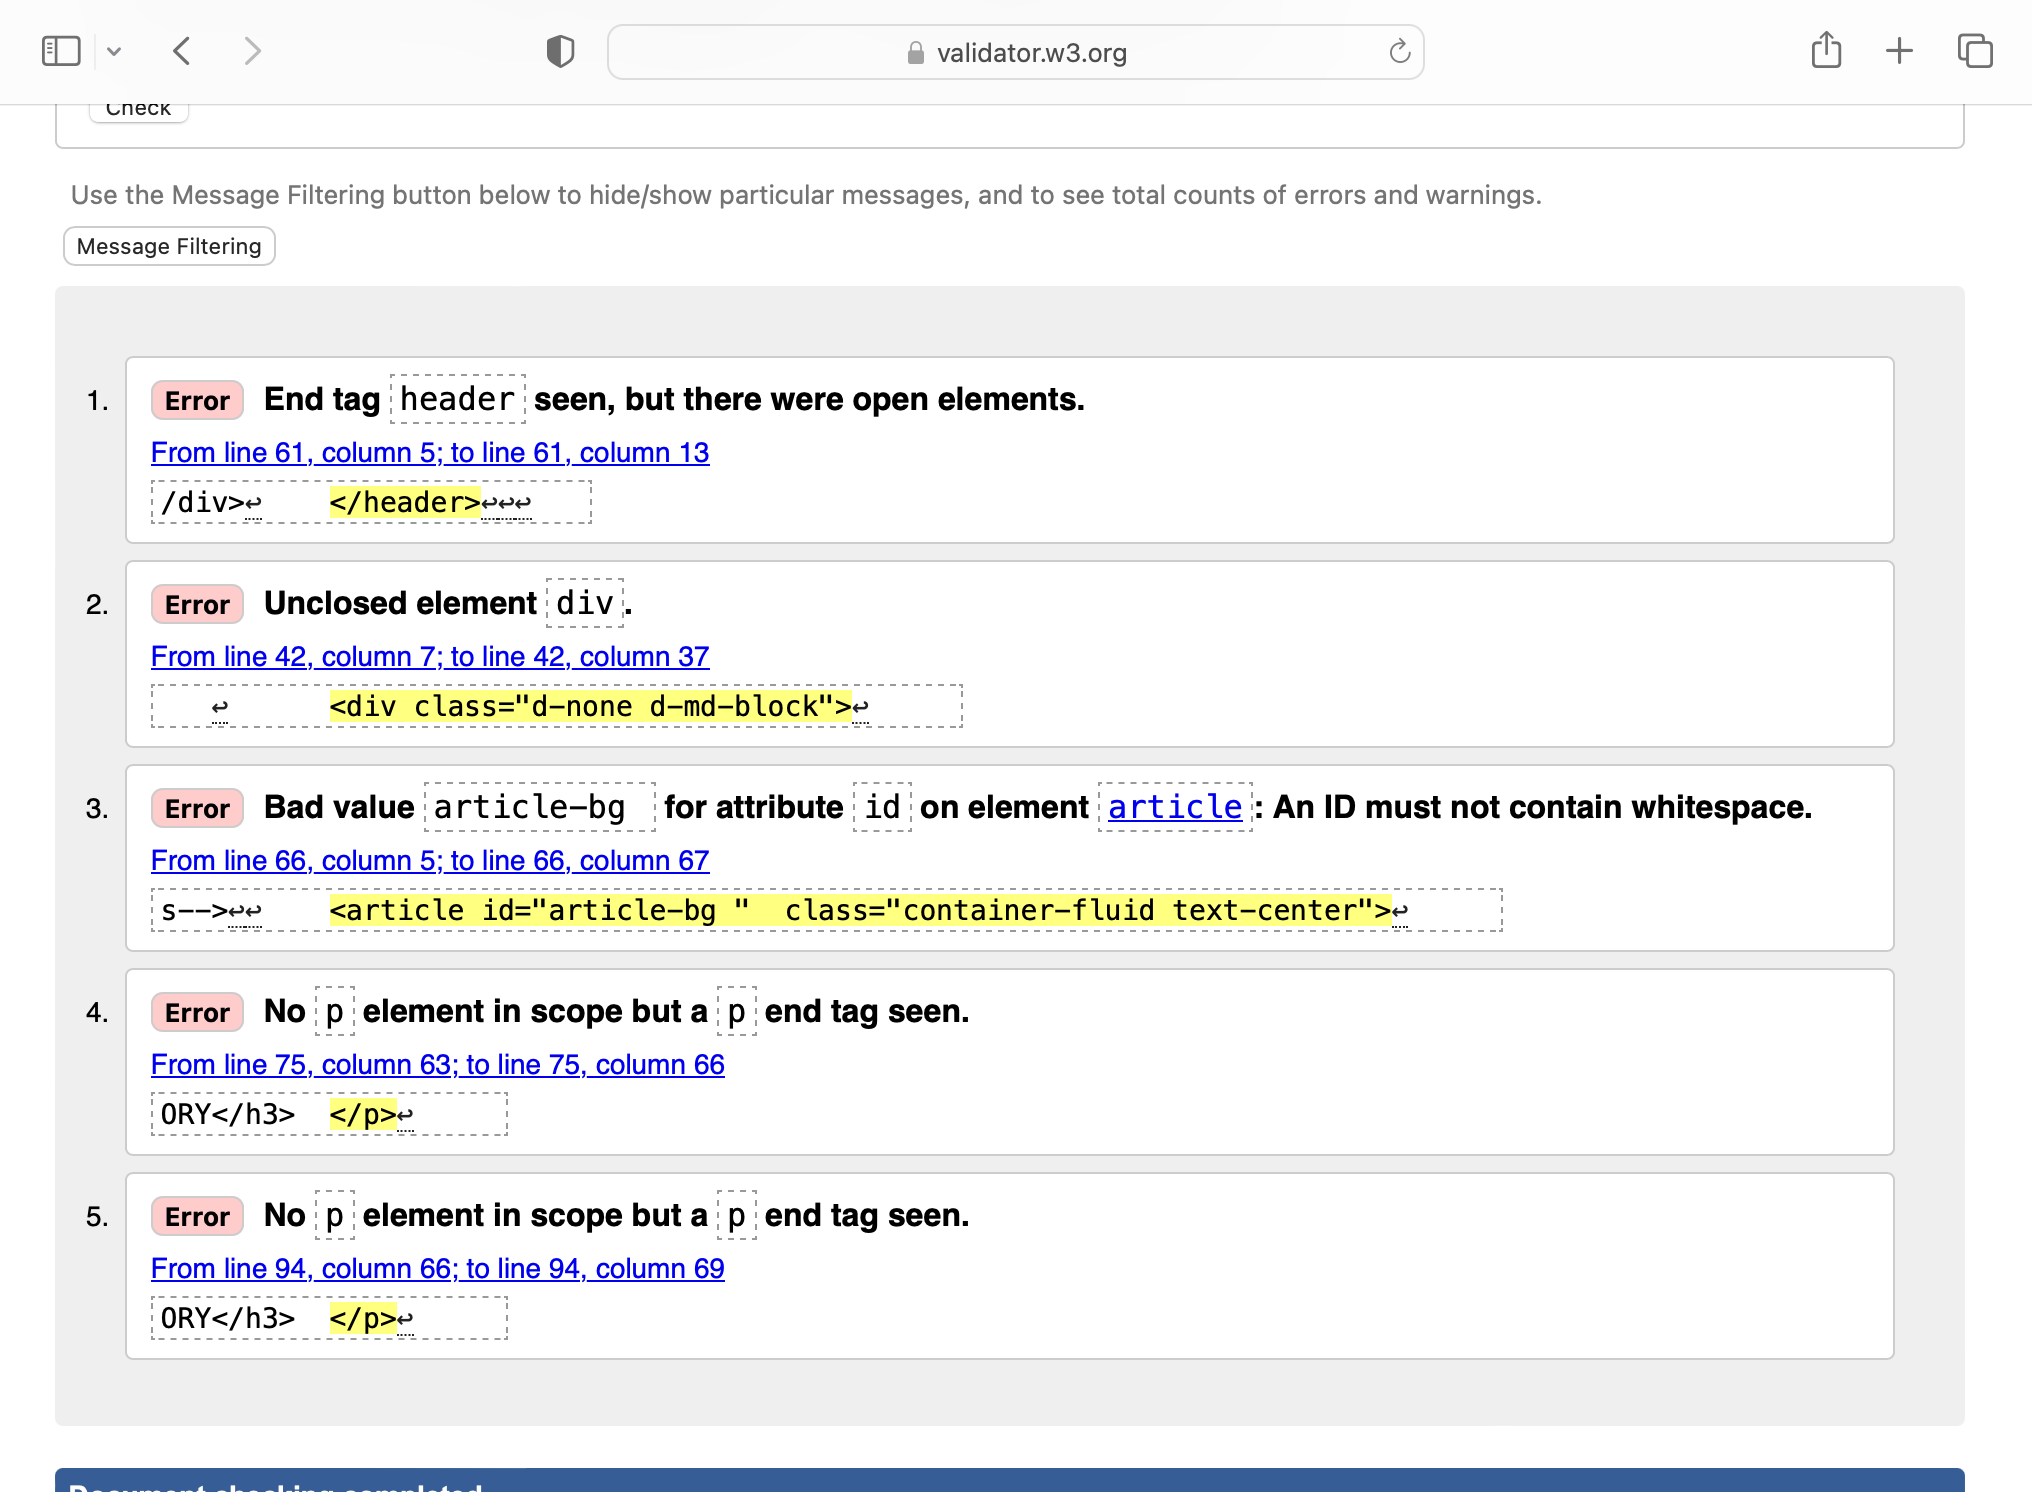 validator.w3.org
Check
Use the Message Filtering button below to hide/show particular messages, and to see total counts of errors and warnings.
Message Filtering
1. Error End tag header seen, but there were open elements.
From line 61, column 5; to line 61, column 13
/div>↩    </header>↩↩↩
2. Error Unclosed element div.
From line 42, column 7; to line 42, column 37
↩      <div class="d-none d-md-block">↩
3. Error Bad value article-bg  for attribute id on element article: An ID must not contain whitespace.
From line 66, column 5; to line 66, column 67
s-->↩↩    <article id="article-bg "  class="container-fluid text-center">↩
4. Error No p element in scope but a p end tag seen.
From line 75, column 63; to line 75, column 66
ORY</h3>  </p>↩
5. Error No p element in scope but a p end tag seen.
From line 94, column 66; to line 94, column 69
ORY</h3>  </p>↩
Document checking completed